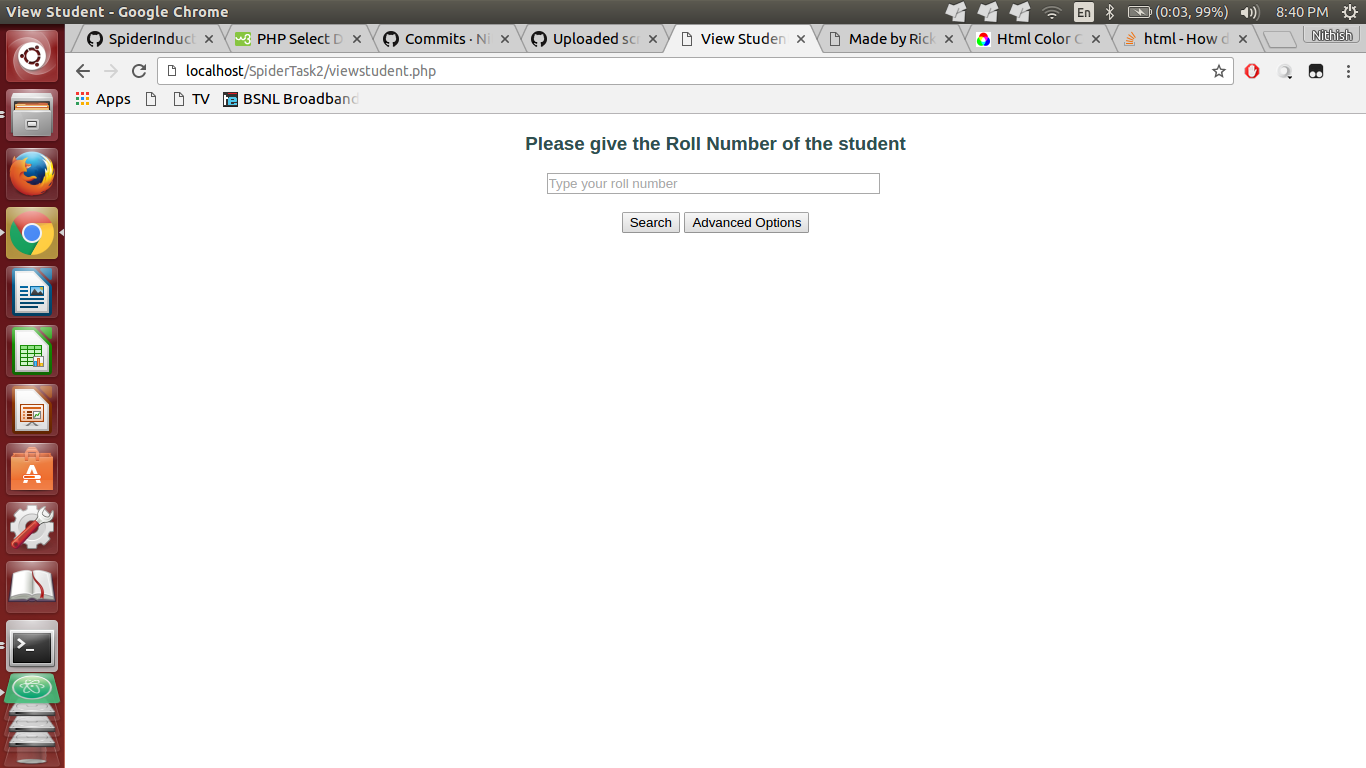 View Student - Google Chrome
En
(0:03, 99%)
8:40 PM
SpiderInduct
PHP Select D
Commits · Ni
Uploaded scr
View Student
Made by Rick
Html Color C
html - How d
Nithish
localhost/SpiderTask2/viewstudent.php
Apps
TV
BSNL Broadband
Please give the Roll Number of the student
Type your roll number
Search
Advanced Options